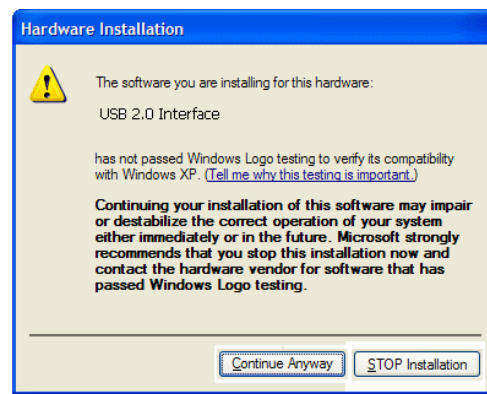 Hardware Installation
The software you are installing for this hardware:
USB 2.0 Interface
has not passed Windows Logo testing to verify its compatibility
with Windows XP. (Tell me why this testing is important.)
Continuing your installation of this software may impair
or destabilize the correct operation of your system
either immediately or in the future. Microsoft strongly
recommends that you stop this installation now and
contact the hardware vendor for software that has
passed Windows Logo testing.
Continue Anyway
STOP Installation